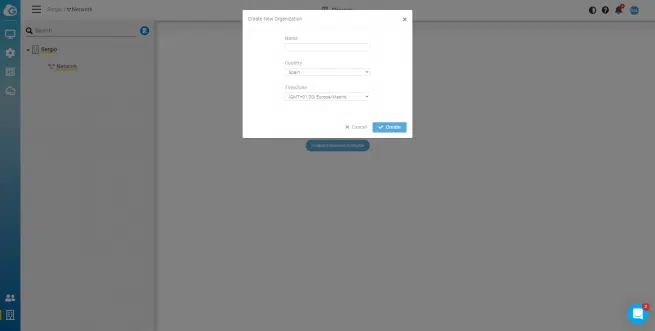 Sergio / Network
Create New Organization
Search
Name
Sergio
Country
Network
Spain
TimeZone
(GMT+01:00) Europe/Madrid
Cancel
Create